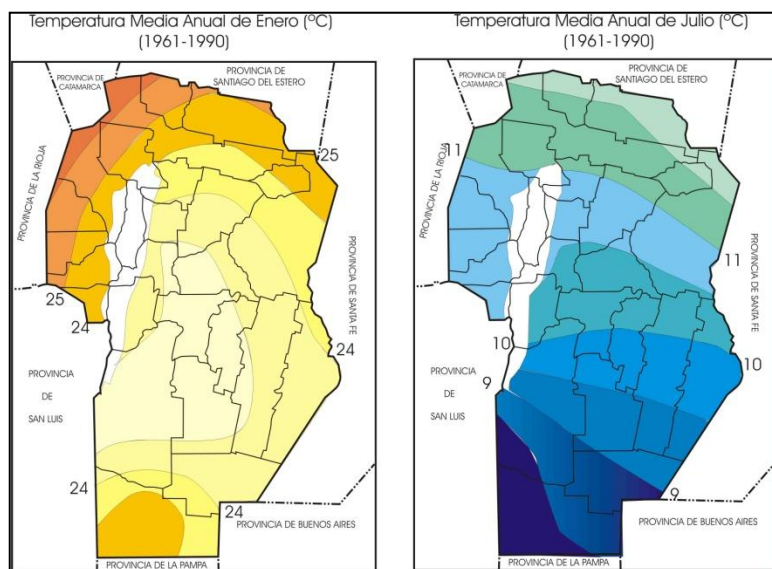 Temperatura Media Anual de Enero (ºC)
(1961-1990)
PROVINCIA DE
CATAMARCA
PROVINCIA DE
SANTIAGO DEL ESTERO
PROVINCIA DE LA RIOJA
25
25
24
PROVINCIA DE SANTA FE
24
PROVINCIA
DE
SAN LUIS
24
24
PROVINCIA DE BUENOS AIRES
PROVINCIA DE LA PAMPA
Temperatura Media Anual de Julio (ºC)
(1961-1990)
PROVINCIA DE
CATAMARCA
PROVINCIA DE
SANTIAGO DEL ESTERO
PROVINCIA DE LA RIOJA
11
11
PROVINCIA DE SANTA FE
10
10
9
PROVINCIA
DE
SAN LUIS
9
PROVINCIA DE BUENOS AIRES
PROVINCIA DE LA PAMPA